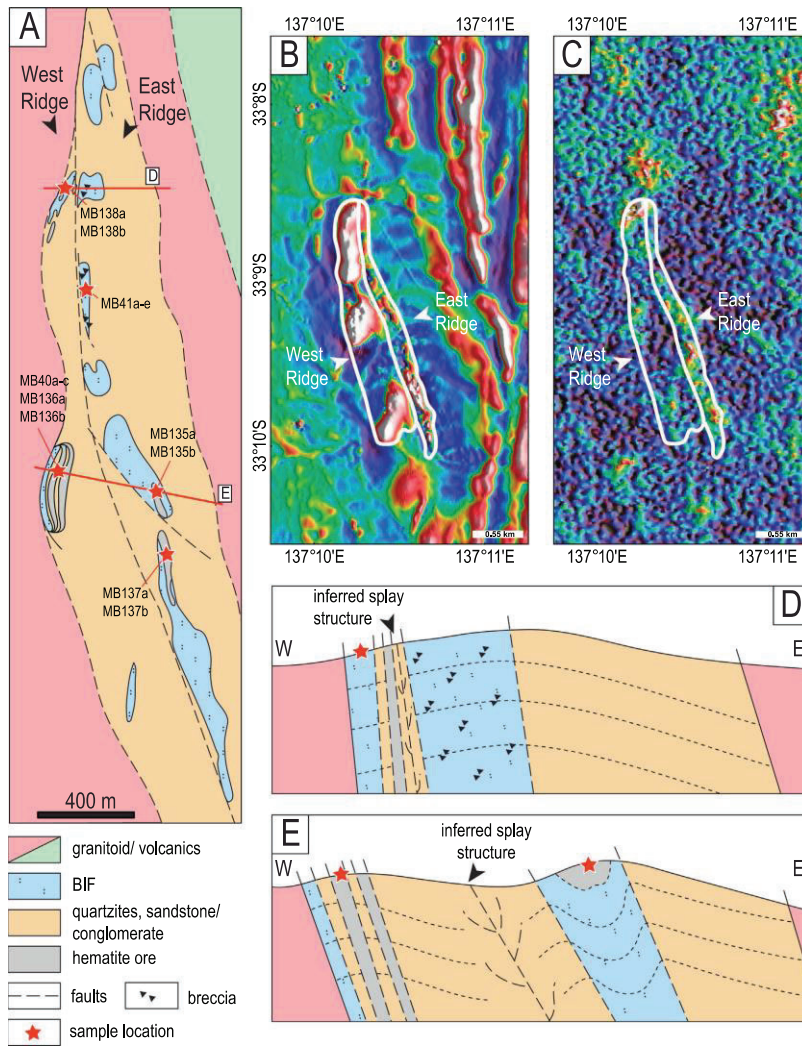 A
West
Ridge
East
Ridge
D
MB138a
MB138b
MB41a-e
MB40a-c
MB136a
MB136b
MB135a
MB135b
E
MB137a
MB137b
400 m
granitoid/ volcanics
BIF
quartzites, sandstone/
conglomerate
hematite ore
faults
breccia
sample location
137°10'E
137°11'E
B
33°8'S
33°9'S
33°10'S
East
Ridge
West
Ridge
0.55 km
137°10'E
137°11'E
137°10'E
137°11'E
C
East
Ridge
West
Ridge
0.55 km
137°10'E
137°11'E
inferred splay
structure
D
W
E
E
inferred splay
structure
W
E